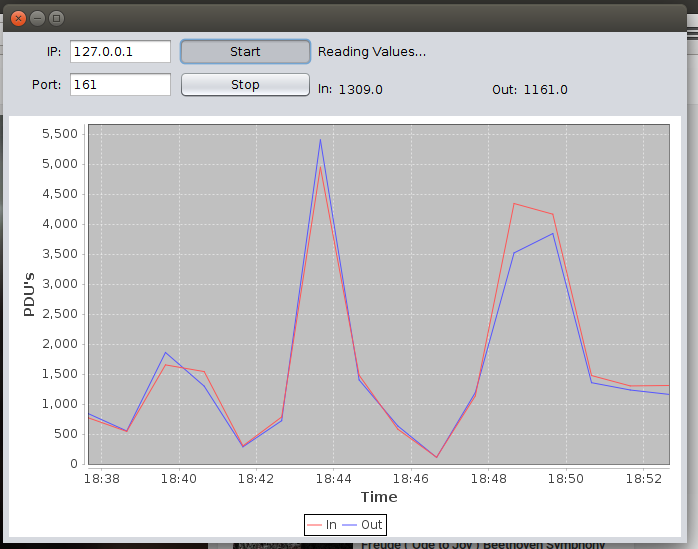 IP: 127.0.0.1 Start Reading Values...
Port: 161 Stop In: 1309.0 Out: 1161.0
5,500
5,000
4,500
4,000
3,500
3,000
2,500
2,000
1,500
1,000
500
0
PDU's
18:38 18:40 18:42 18:44 18:46 18:48 18:50 18:52
Time
In Out
Freude ("Ode to Joy") Beethoven Symphony